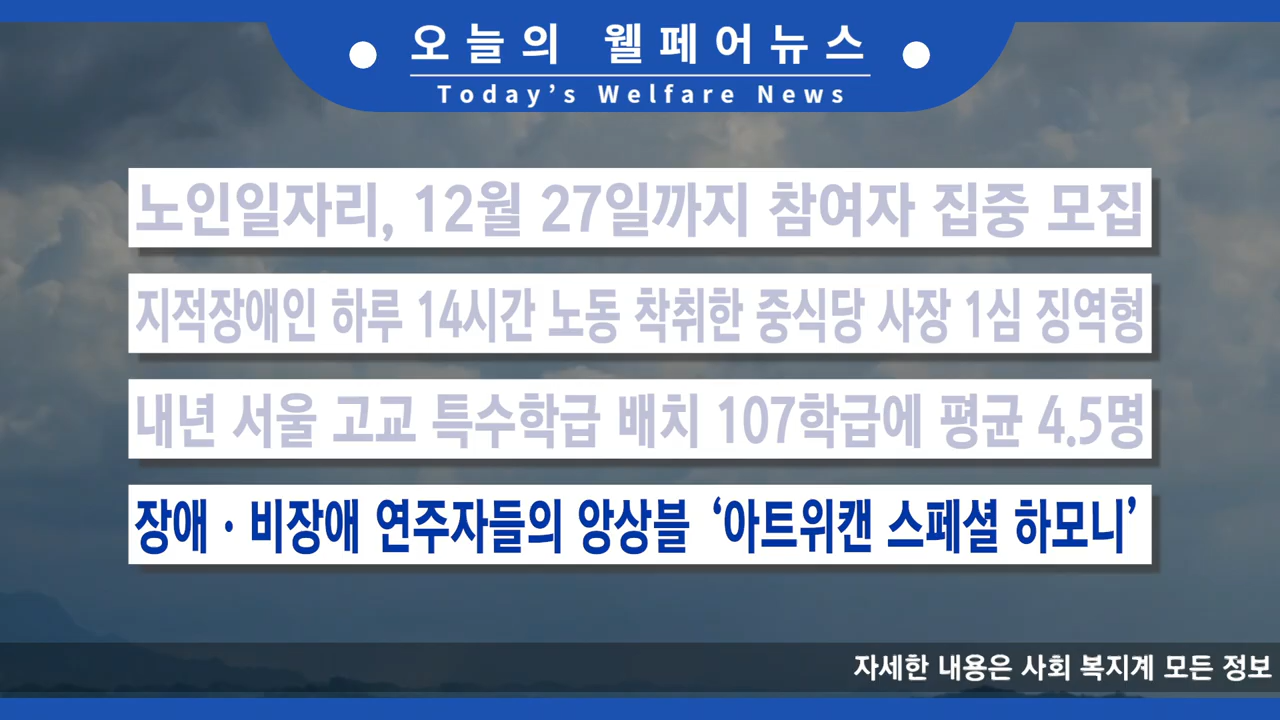 오늘의 웰페어뉴스
Today’s Welfare News
노인일자리, 12월 27일까지 참여자 집중 모집
지적장애인 하루 14시간 노동 착취한 중식당 사장 1심 징역형
내년 서울 고교 특수학급 배치 107학급에 평균 4.5명
장애·비장애 연주자들의 앙상블 ‘아트위캔 스페셜 하모니’
자세한 내용은 사회 복지계 모든 정보